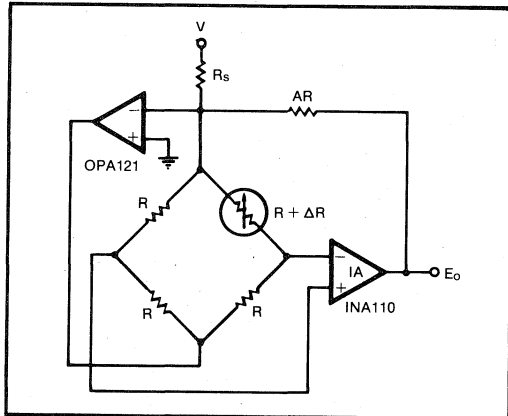 V
Rs
AR
−
+
OPA121
R
R + ΔR
−
IA
Eo
+
INA110
R
R